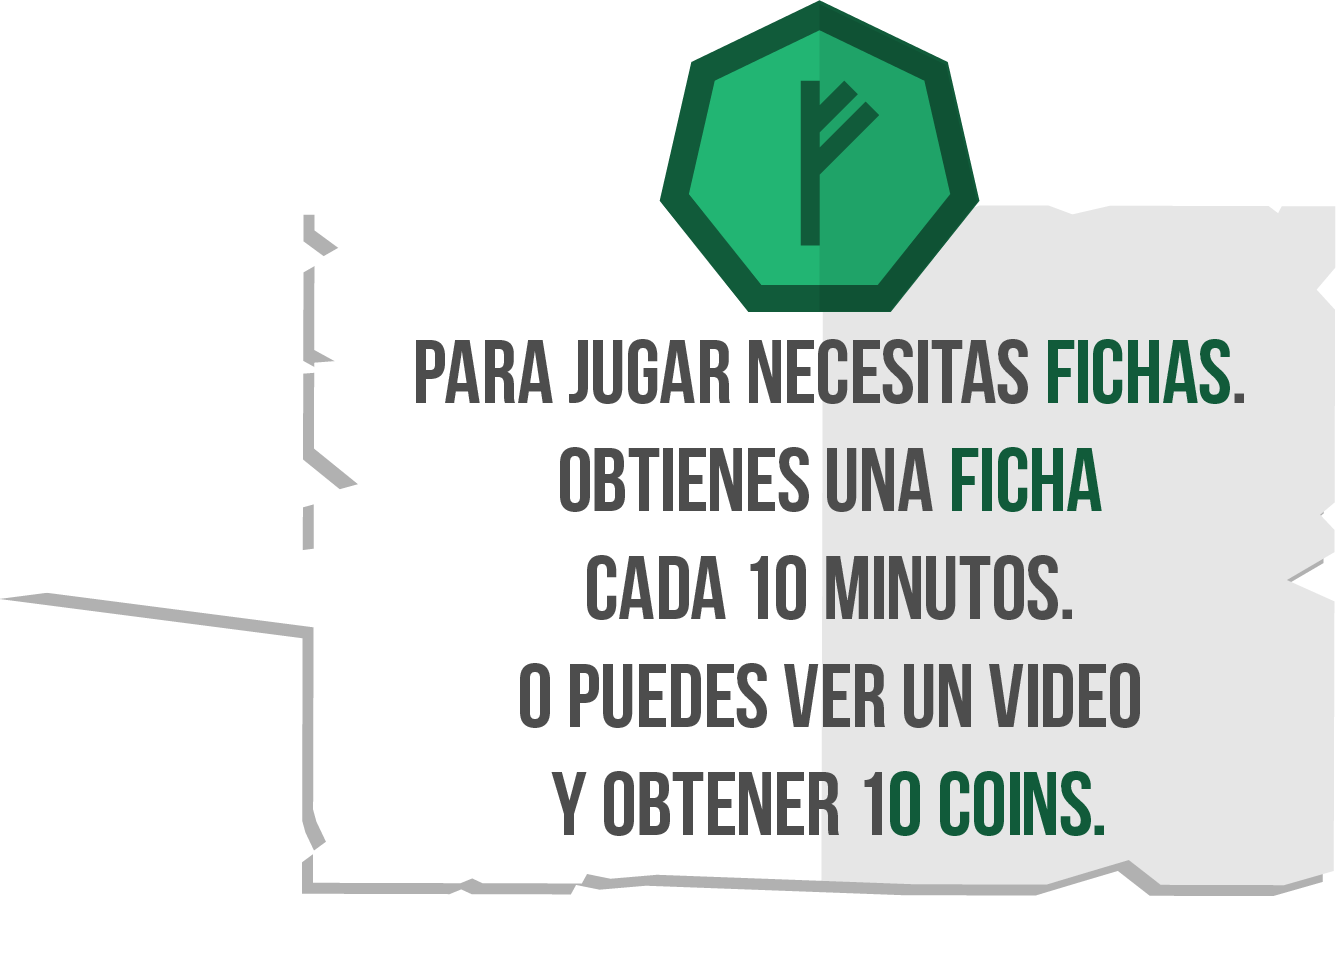 PARA JUGAR NECESITAS FICHAS.
OBTIENES UNA FICHA
CADA 10 MINUTOS.
O PUEDES VER UN VIDEO
Y OBTENER 10 COINS.